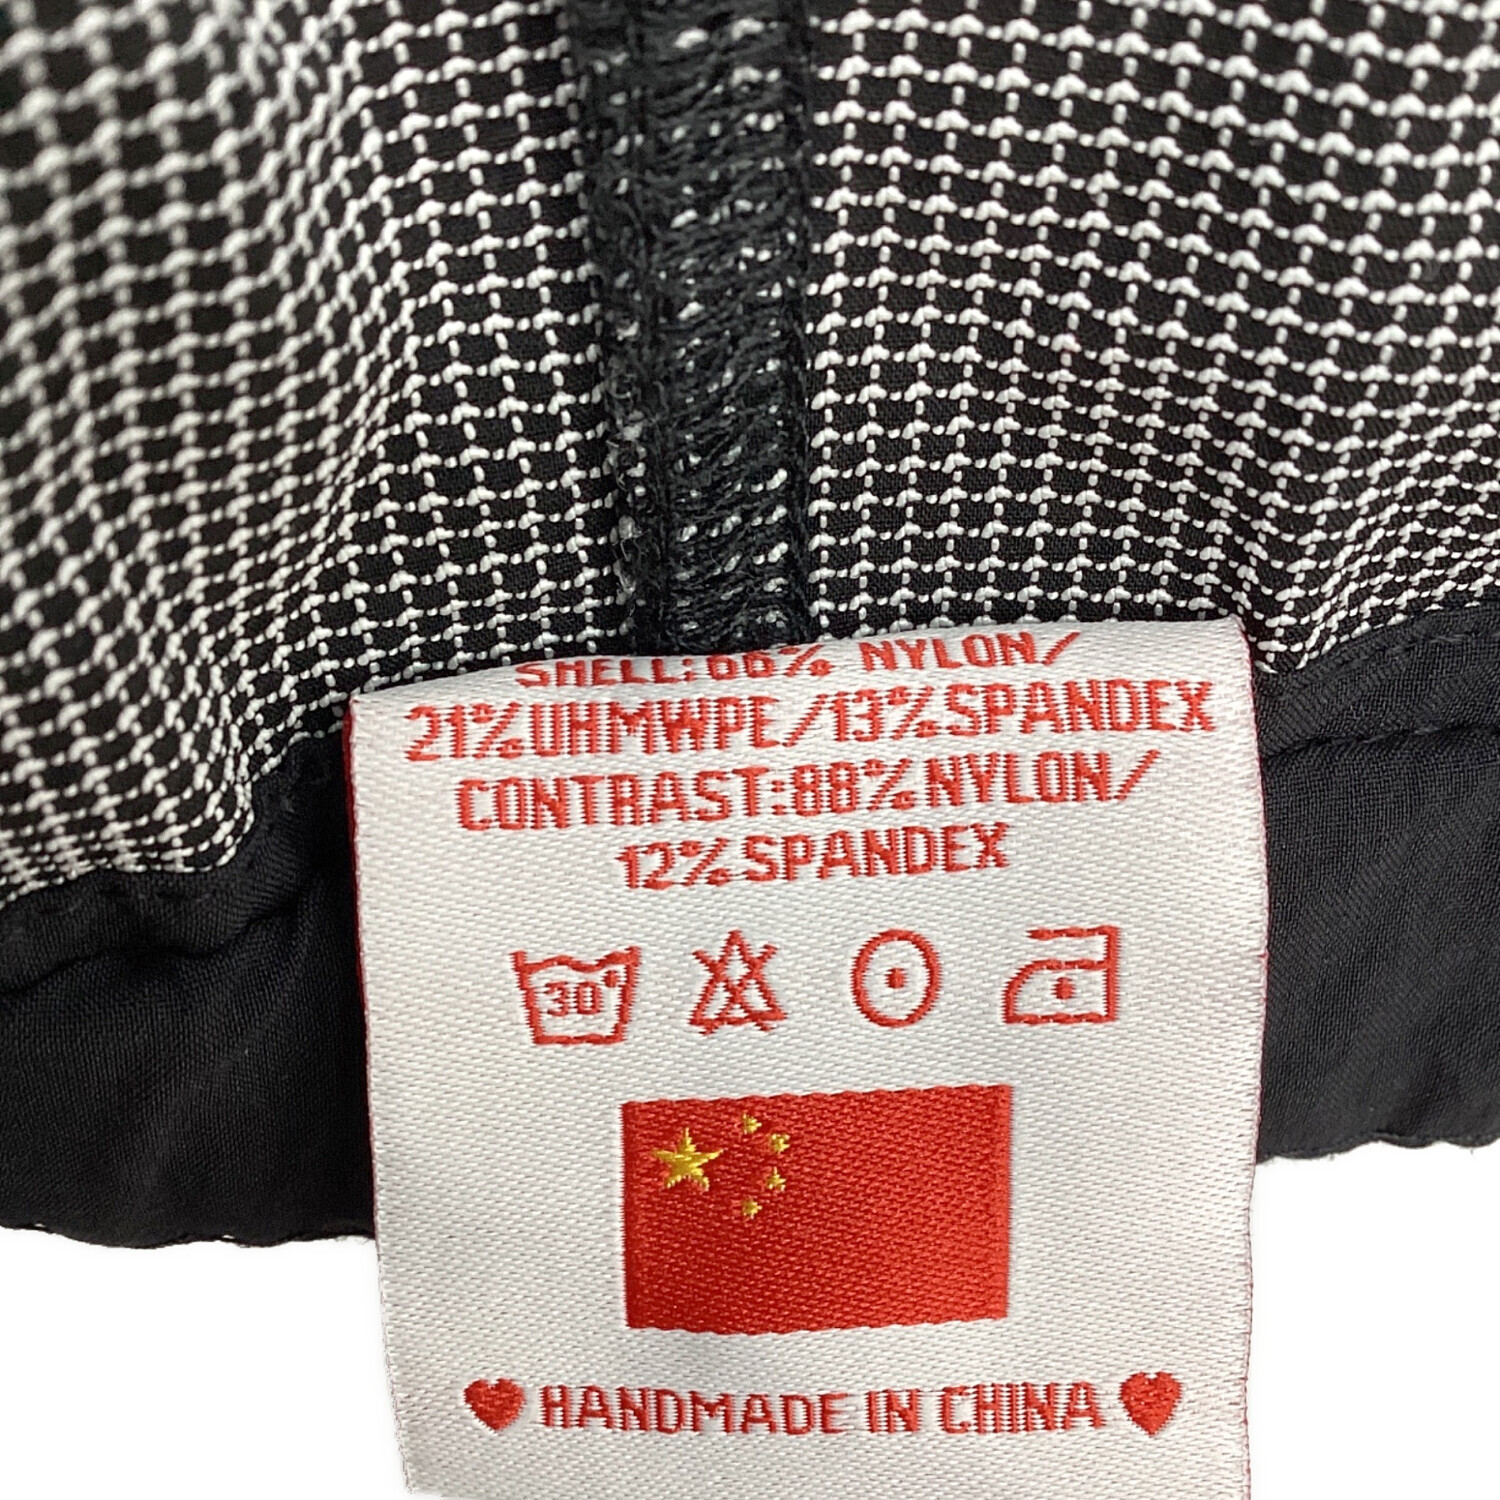 SHELL:66% NYLON/
21%UHMWPE/13%SPANDEX
CONTRAST:88%NYLON/
12%SPANDEX
30°
HANDMADE IN CHINA